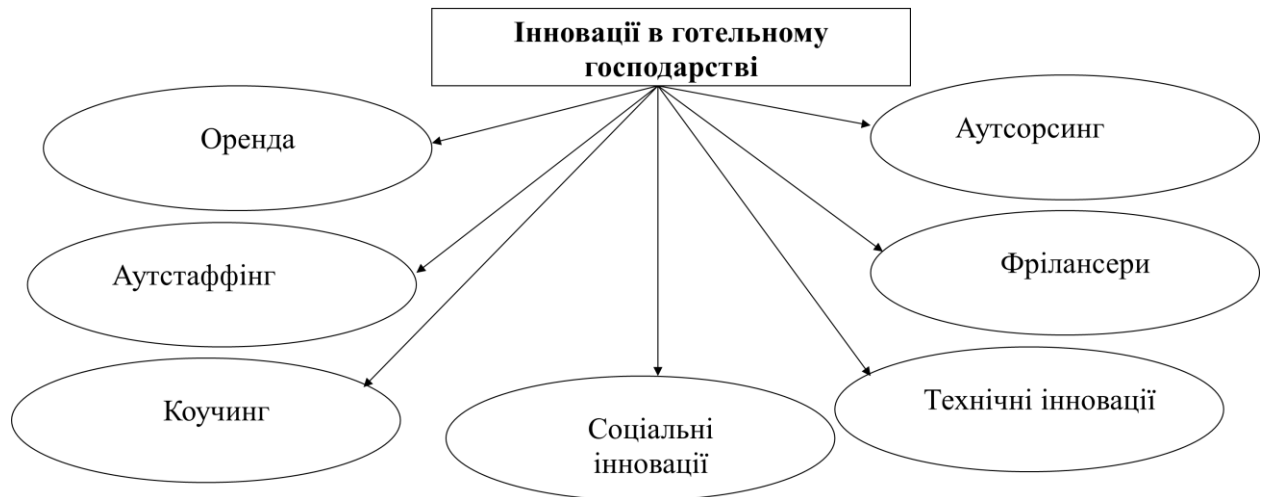 Інновації в готельному
господарстві
Оренда
Аутсорсинг
Аутстаффінг
Фрілансери
Коучинг
Соціальні
інновації
Технічні інновації